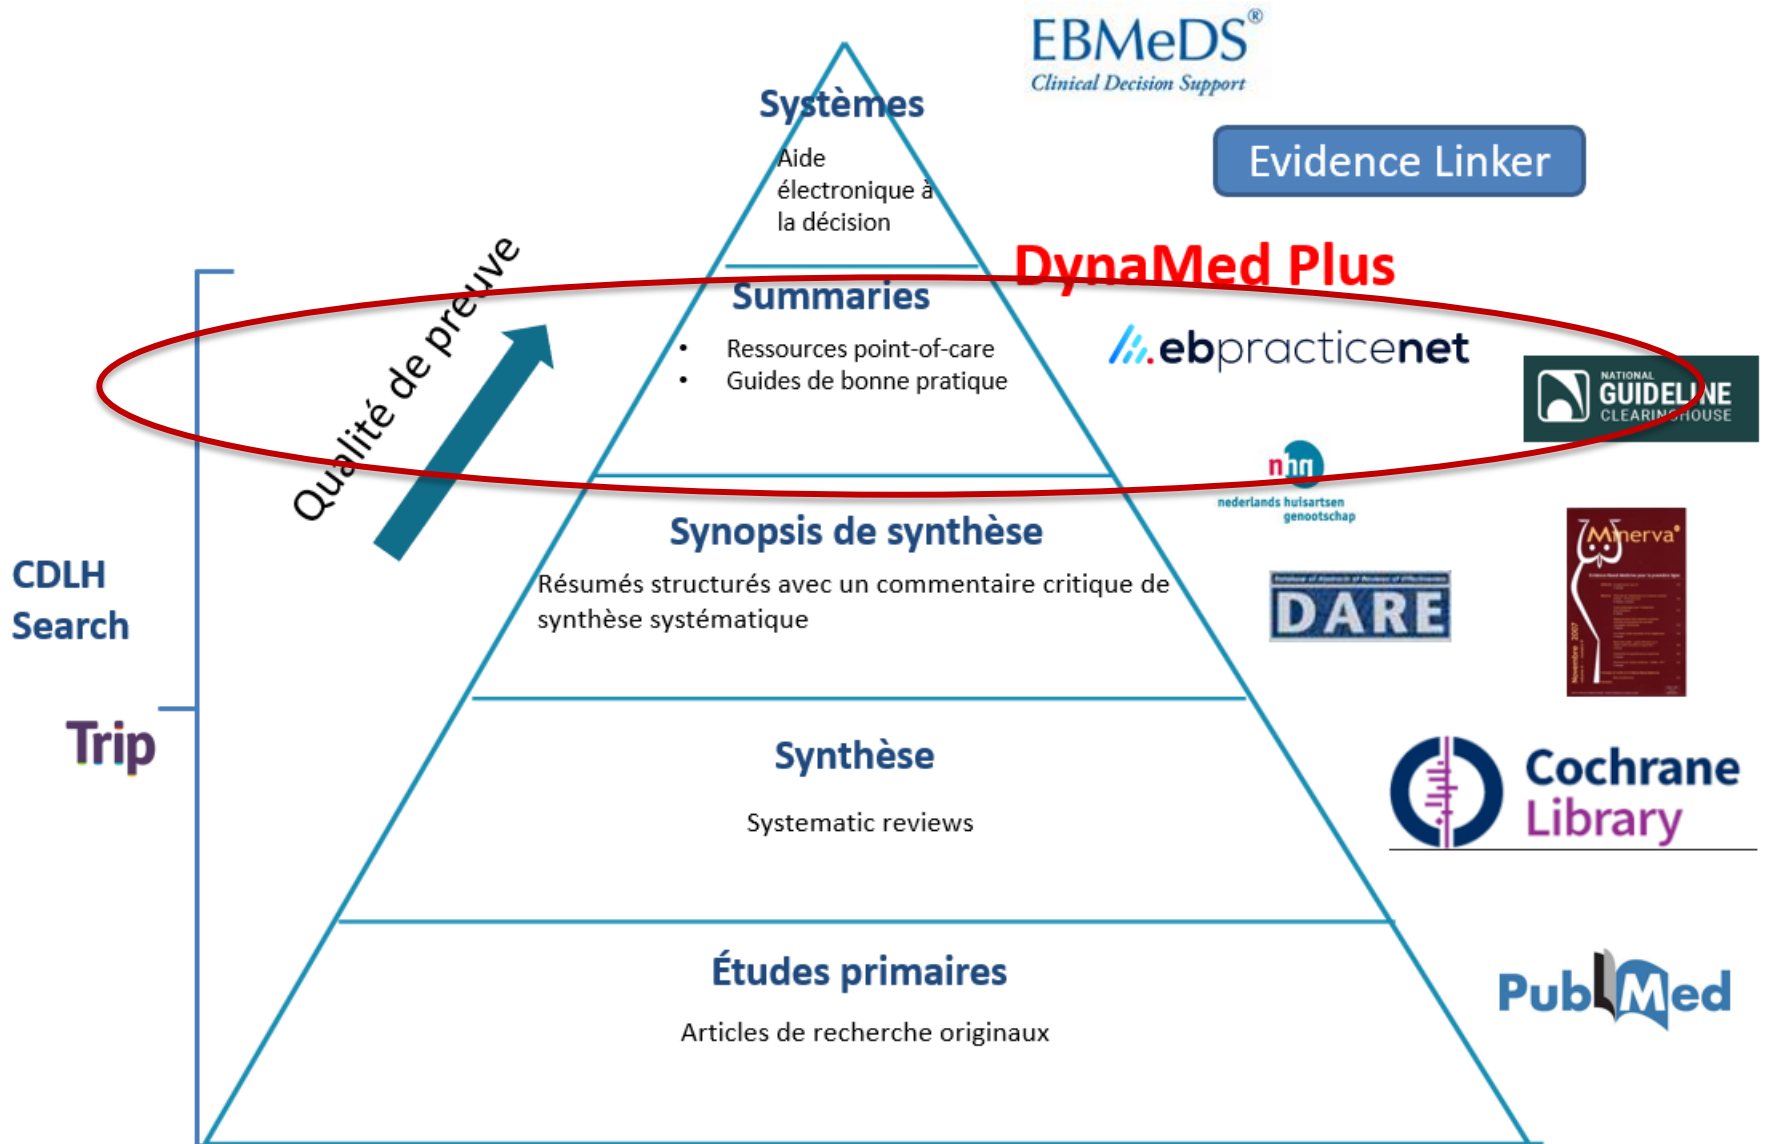 EBMeDS®
Clinical Decision Support
Systèmes
Evidence Linker
Aide
électronique à
la décision
DynaMed Plus
Qualité de preuve
Summaries
• Ressources point-of-care
• Guides de bonne pratique
ebpracticenet
NATIONAL
GUIDELINE
CLEARINGHOUSE
nhg
nederlands huisartsen
genootschap
Synopsis de synthèse
Résumés structurés avec un commentaire critique de
synthèse systématique
Minerva
Novembre 2007
DARE
CDLH
Search
Trip
Synthèse
Systematic reviews
Cochrane
Library
Études primaires
Articles de recherche originaux
PubMed